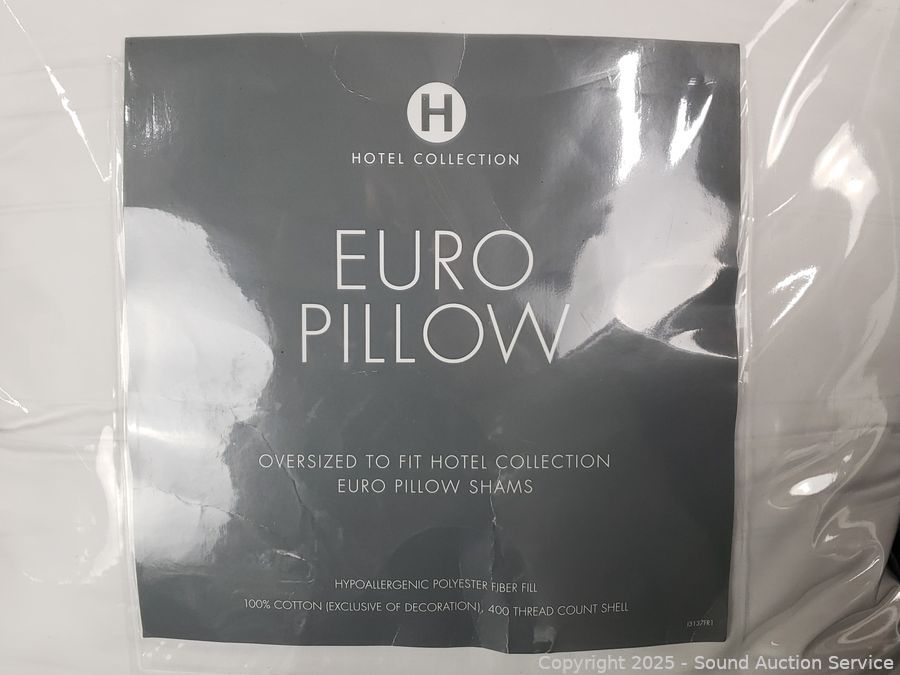 H
HOTEL COLLECTION
EURO
PILLOW
OVERSIZED TO FIT HOTEL COLLECTION
EURO PILLOW SHAMS
HYPOALLERGENIC POLYESTER FIBER FILL
100% COTTON (EXCLUSIVE OF DECORATION), 400 THREAD COUNT SHELL
I3137FR1
Copyright 2025 - Sound Auction Service